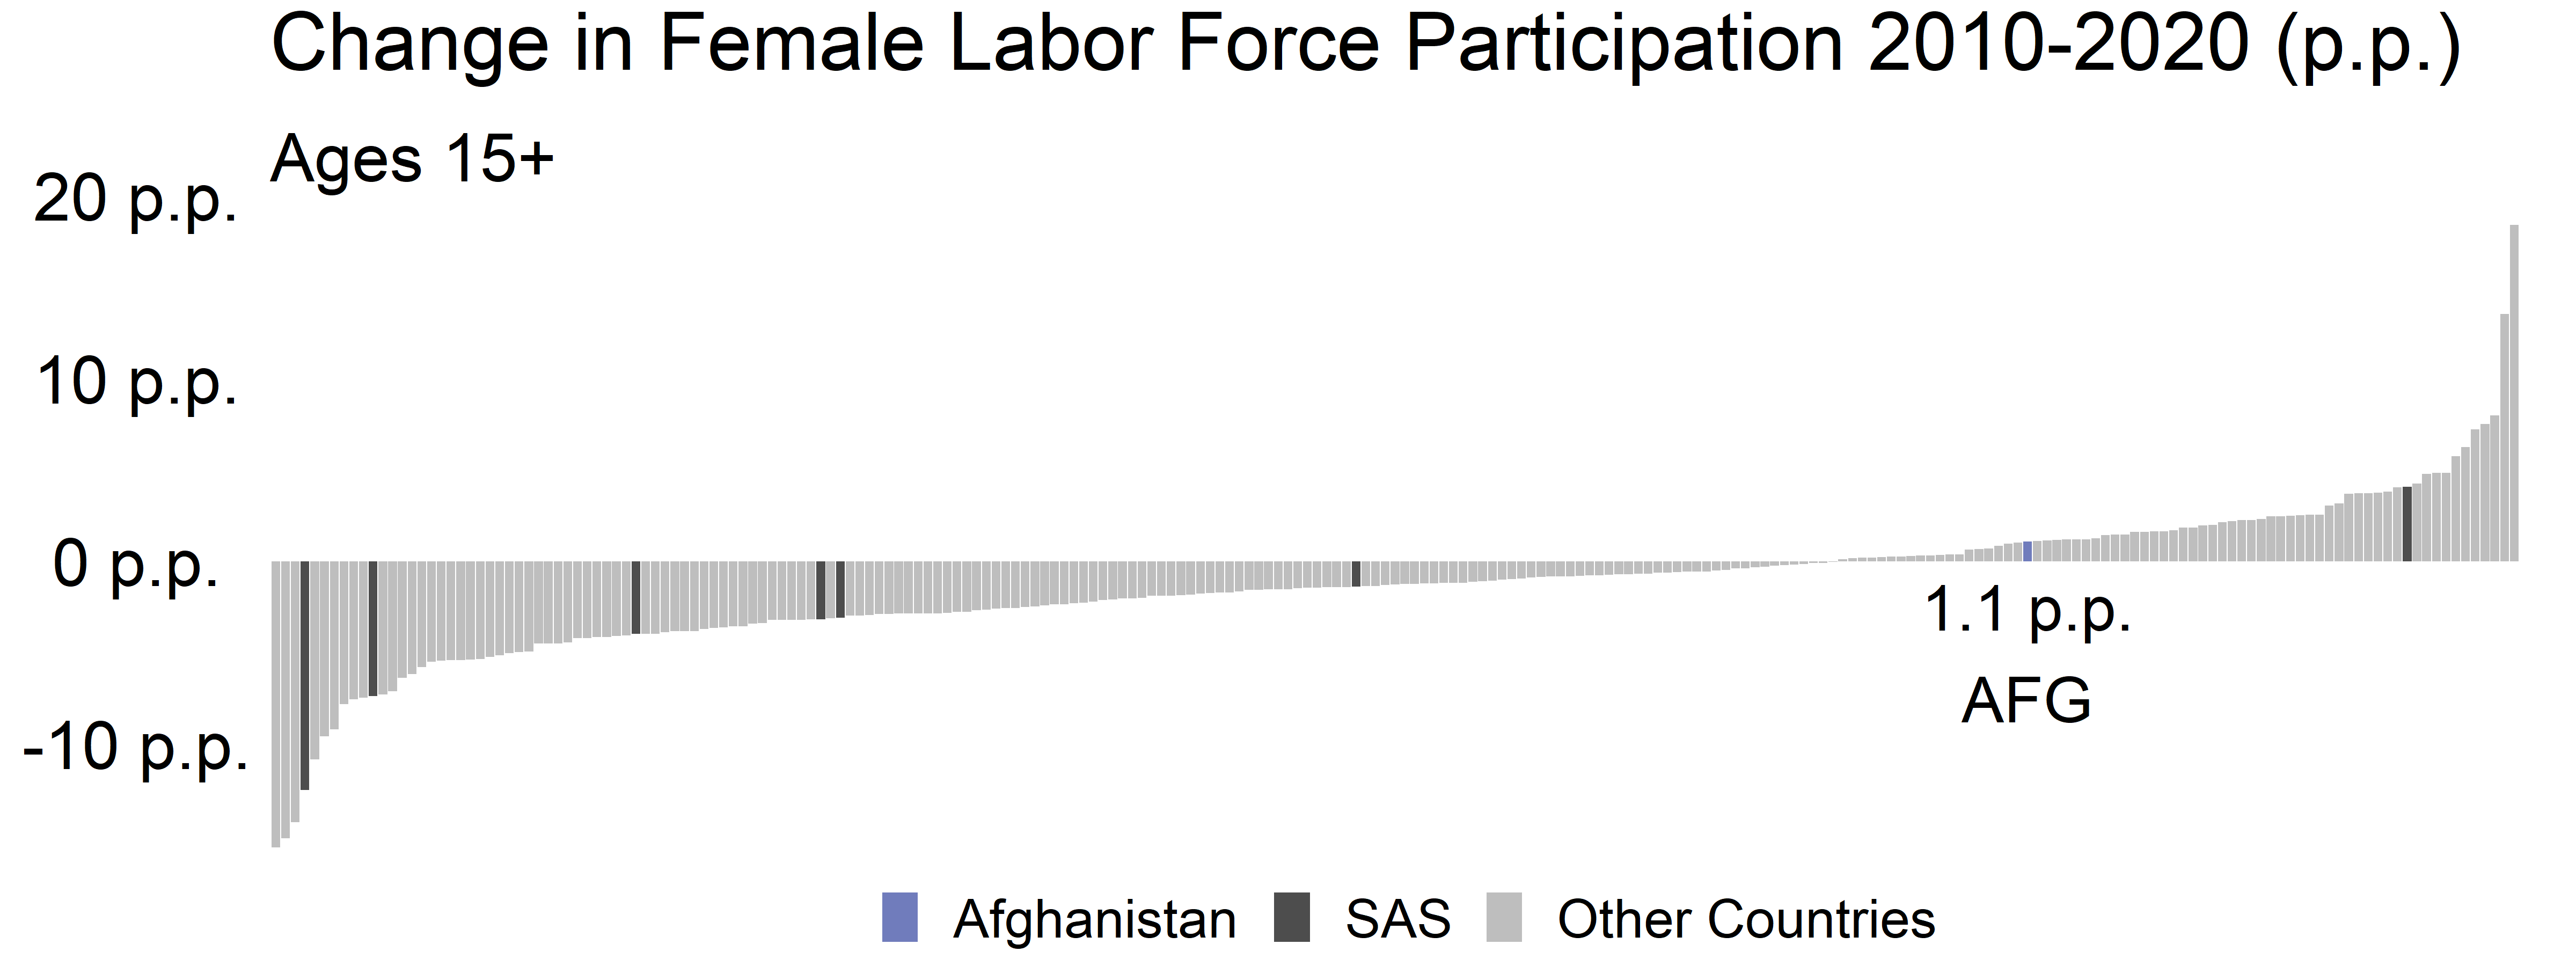 Change in Female Labor Force Participation 2010-2020 (p.p.)
Ages 15+
20 p.p.
10 p.p.
0 p.p.
-10 p.p.
1.1 p.p.
AFG
Afghanistan SAS Other Countries